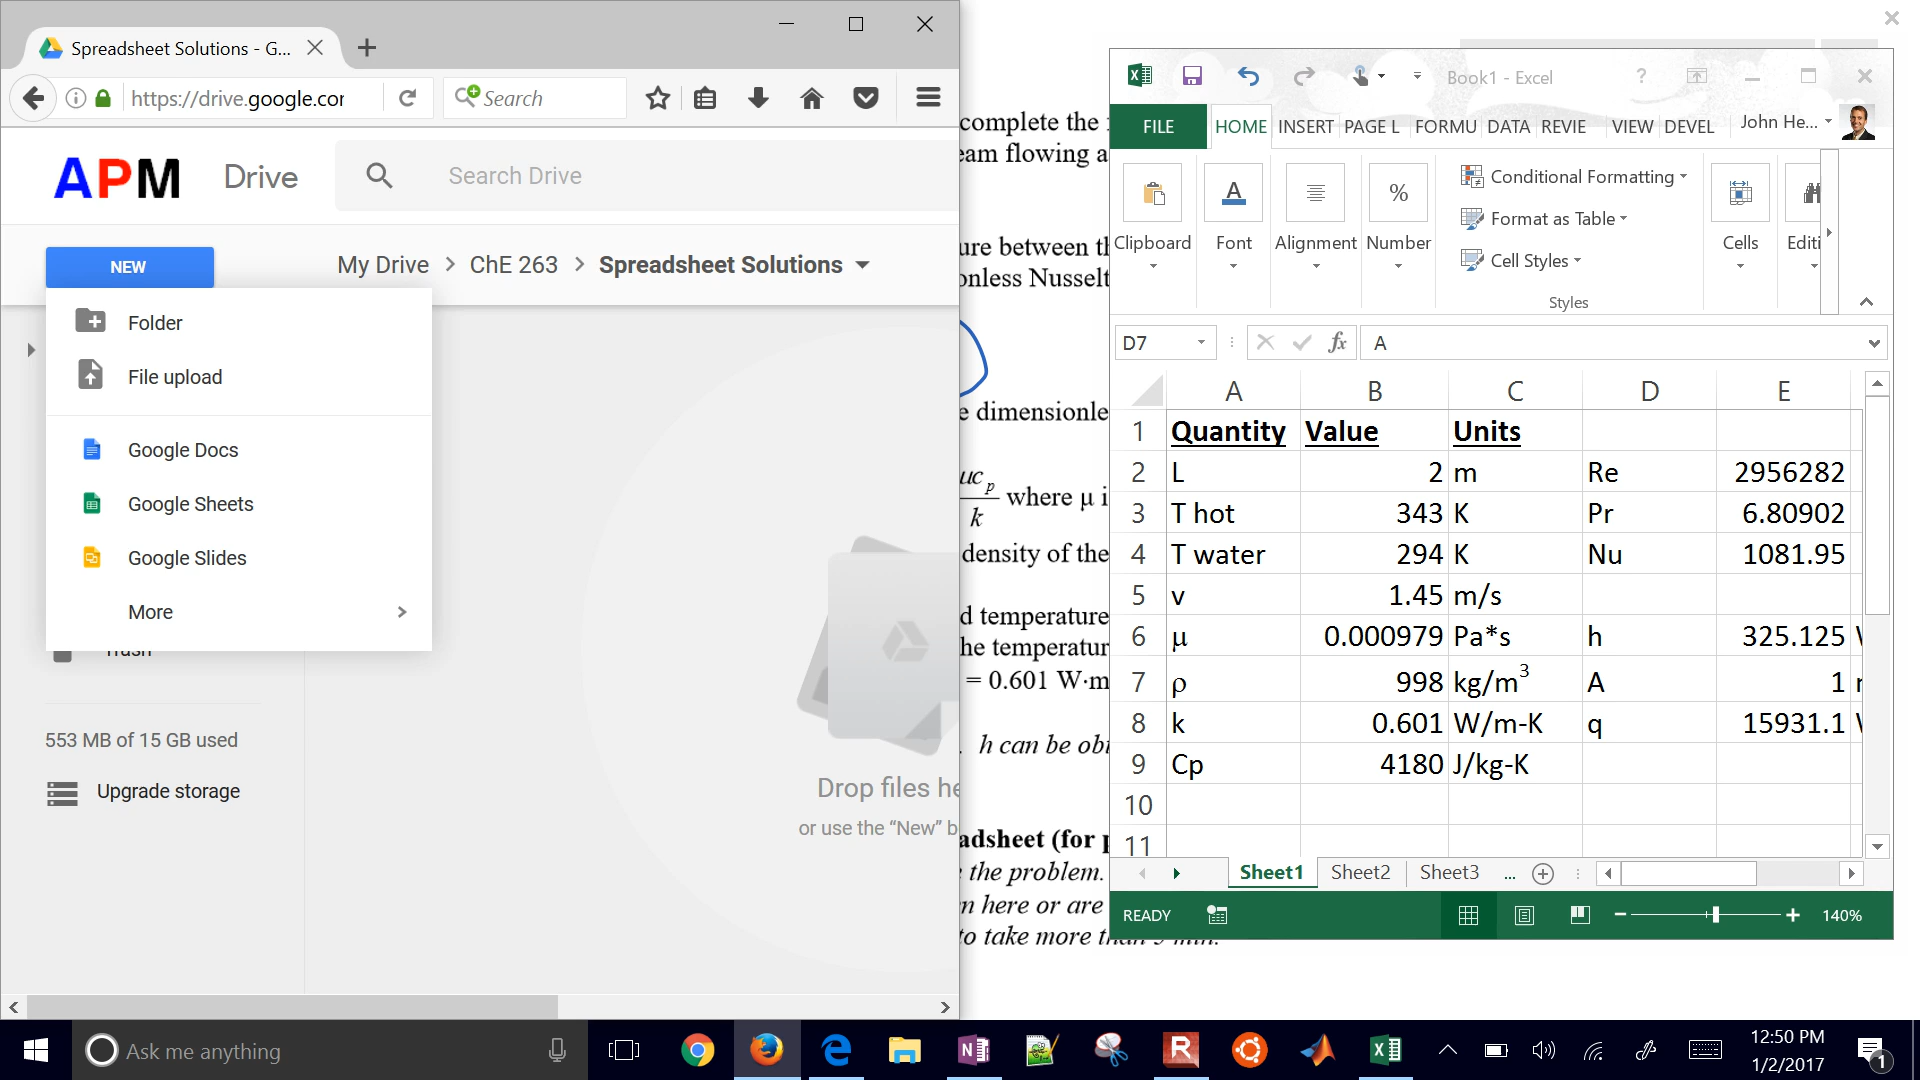 Spreadsheet Solutions - G...
https://drive.google.cor
Search
APM Drive
Search Drive
NEW
My Drive > ChE 263 > Spreadsheet Solutions
Folder
File upload
Google Docs
Google Sheets
Google Slides
More
Trash
553 MB of 15 GB used
Upgrade storage
Drop files he
or use the “New” b
complete the
eam flowing a
ure between th
onless Nusselt
e dimensionle
μc p
k
where μ i
density of the
d temperature
he temperatur
= 0.601 W·m
. h can be obt
adsheet (for p
the problem.
n here or are
to take more than 5 min.
Book1 - Excel
?
FILE HOME INSERT PAGE L FORMU DATA REVIE VIEW DEVEL John He...
Clipboard
Font
Alignment
%
Number
Conditional Formatting
Format as Table
Cell Styles
Styles
Cells
Editi
D7 fx A
A B C D E
1 Quantity Value Units
2 L 2 m Re 2956282
3 T hot 343 K Pr 6.80902
4 T water 294 K Nu 1081.95
5 v 1.45 m/s
6 μ 0.000979 Pa*s h 325.125
7 ρ 998 kg/m³ A 1
8 k 0.601 W/m-K q 15931.1
9 Cp 4180 J/kg-K
10
11
Sheet1 Sheet2 Sheet3 ...
READY 140%
Ask me anything
12:50 PM
1/2/2017
1